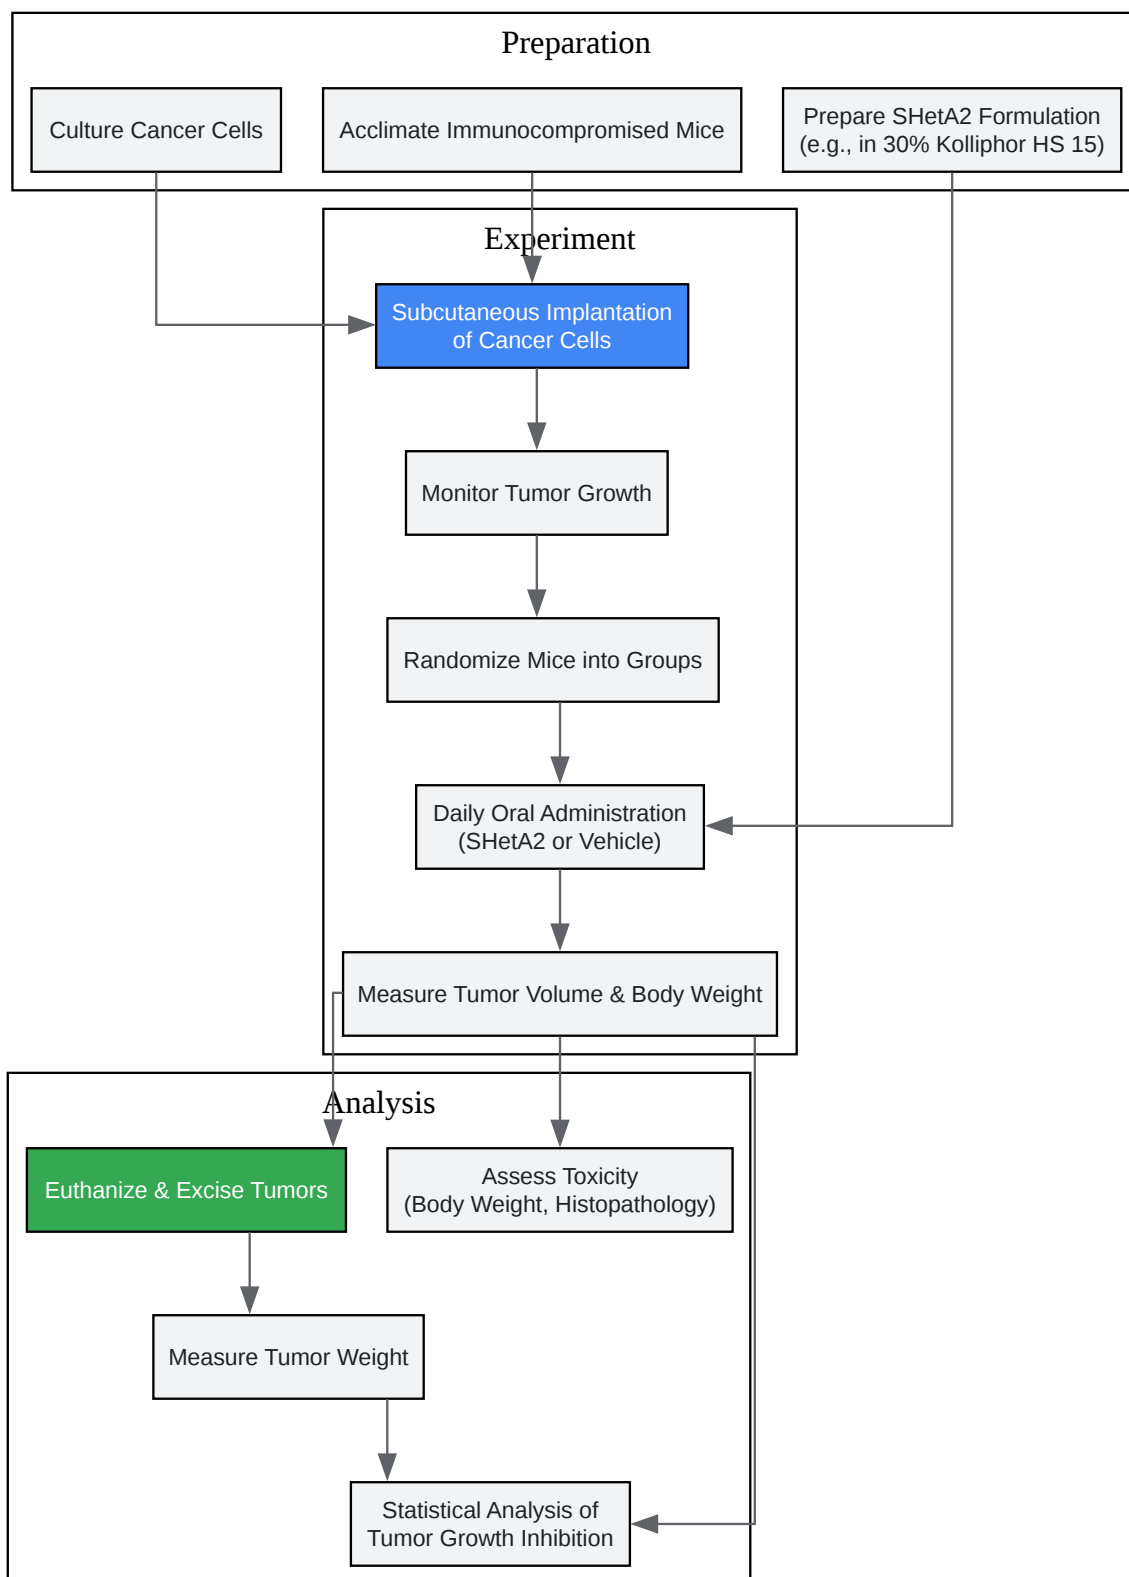 Preparation
Culture Cancer Cells
Acclimate Immunocompromised Mice
Prepare SHetA2 Formulation
(e.g., in 30% Kolliphor HS 15)
Experiment
Subcutaneous Implantation
of Cancer Cells
Monitor Tumor Growth
Randomize Mice into Groups
Daily Oral Administration
(SHetA2 or Vehicle)
Measure Tumor Volume & Body Weight
Analysis
Euthanize & Excise Tumors
Assess Toxicity
(Body Weight, Histopathology)
Measure Tumor Weight
Statistical Analysis of
Tumor Growth Inhibition